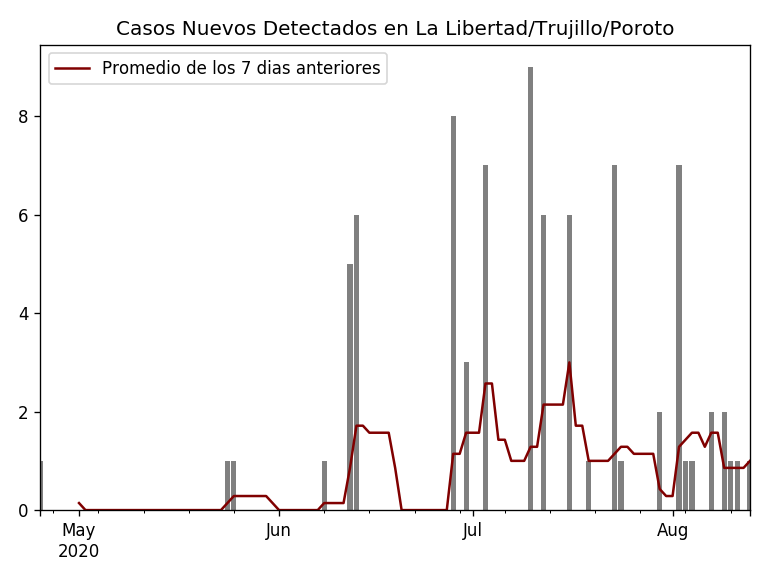 Casos Nuevos Detectados en La Libertad/Trujillo/Poroto
Promedio de los 7 dias anteriores
8
6
4
2
0
May
2020
Jun
Jul
Aug